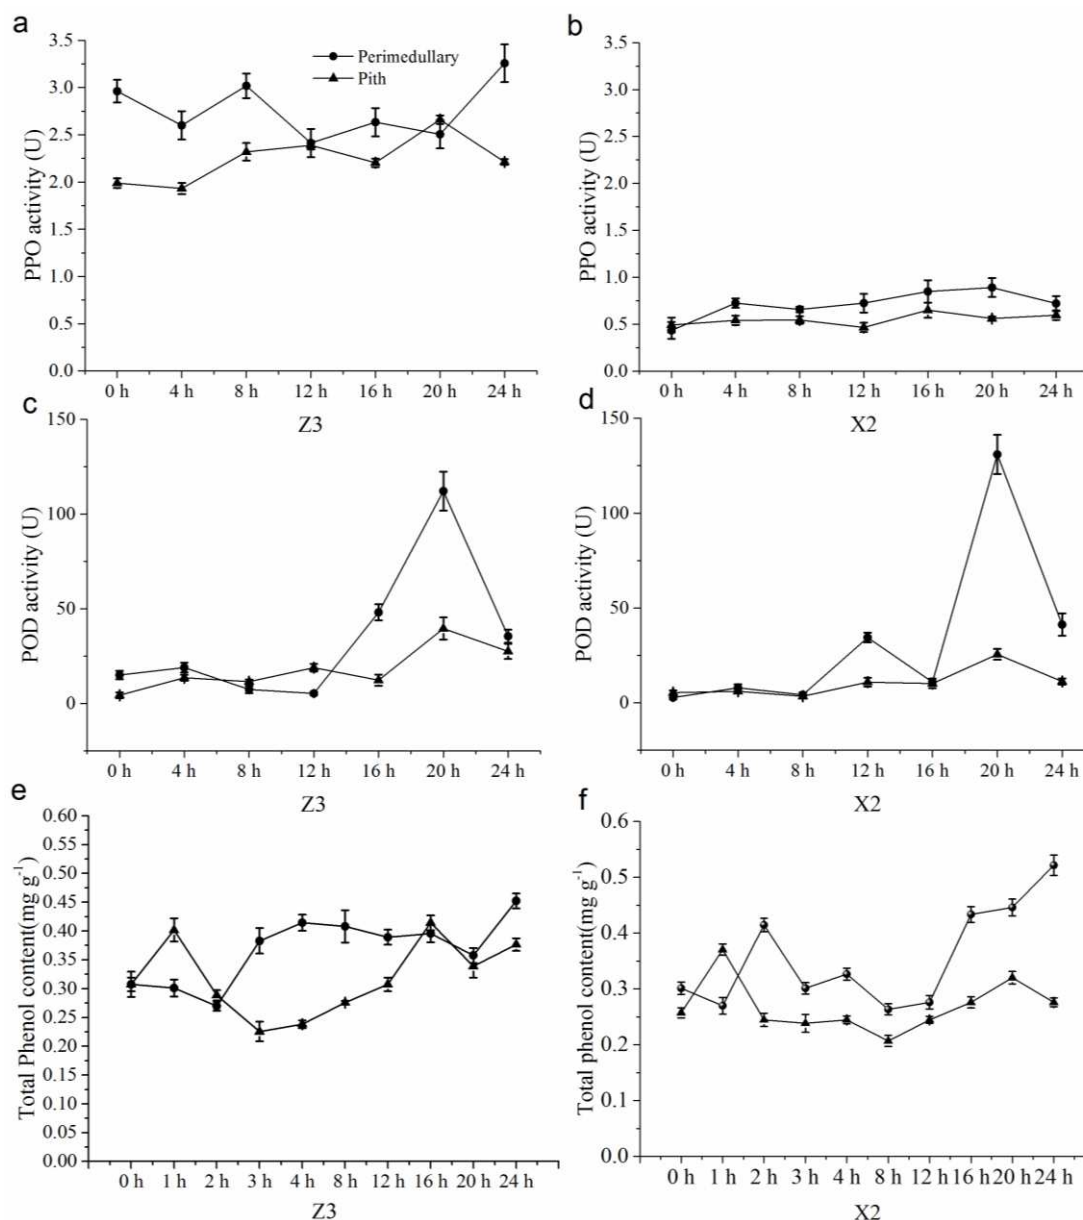 a
3.5
3.0
2.5
2.0
1.5
1.0
0.5
0.0
PPO activity (U)
Perimedullary
Pith
0 h 4 h 8 h 12 h 16 h 20 h 24 h
Z3
b
3.5
3.0
2.5
2.0
1.5
1.0
0.5
0.0
PPO activity (U)
0 h 4 h 8 h 12 h 16 h 20 h 24 h
X2
c
150
100
50
0
POD activity (U)
0 h 4 h 8 h 12 h 16 h 20 h 24 h
Z3
d
150
100
50
0
POD activity (U)
0 h 4 h 8 h 12 h 16 h 20 h 24 h
X2
e
0.60
0.55
0.50
0.45
0.40
0.35
0.30
0.25
0.20
0.15
0.10
0.05
0.00
Total Phenol content(mg g⁻¹)
0 h 1 h 2 h 3 h 4 h 8 h 12 h 16 h 20 h 24 h
Z3
f
0.6
0.5
0.4
0.3
0.2
0.1
0.0
Total phenol content(mg g⁻¹)
0 h 1 h 2 h 3 h 4 h 8 h 12 h 16 h 20 h 24 h
X2